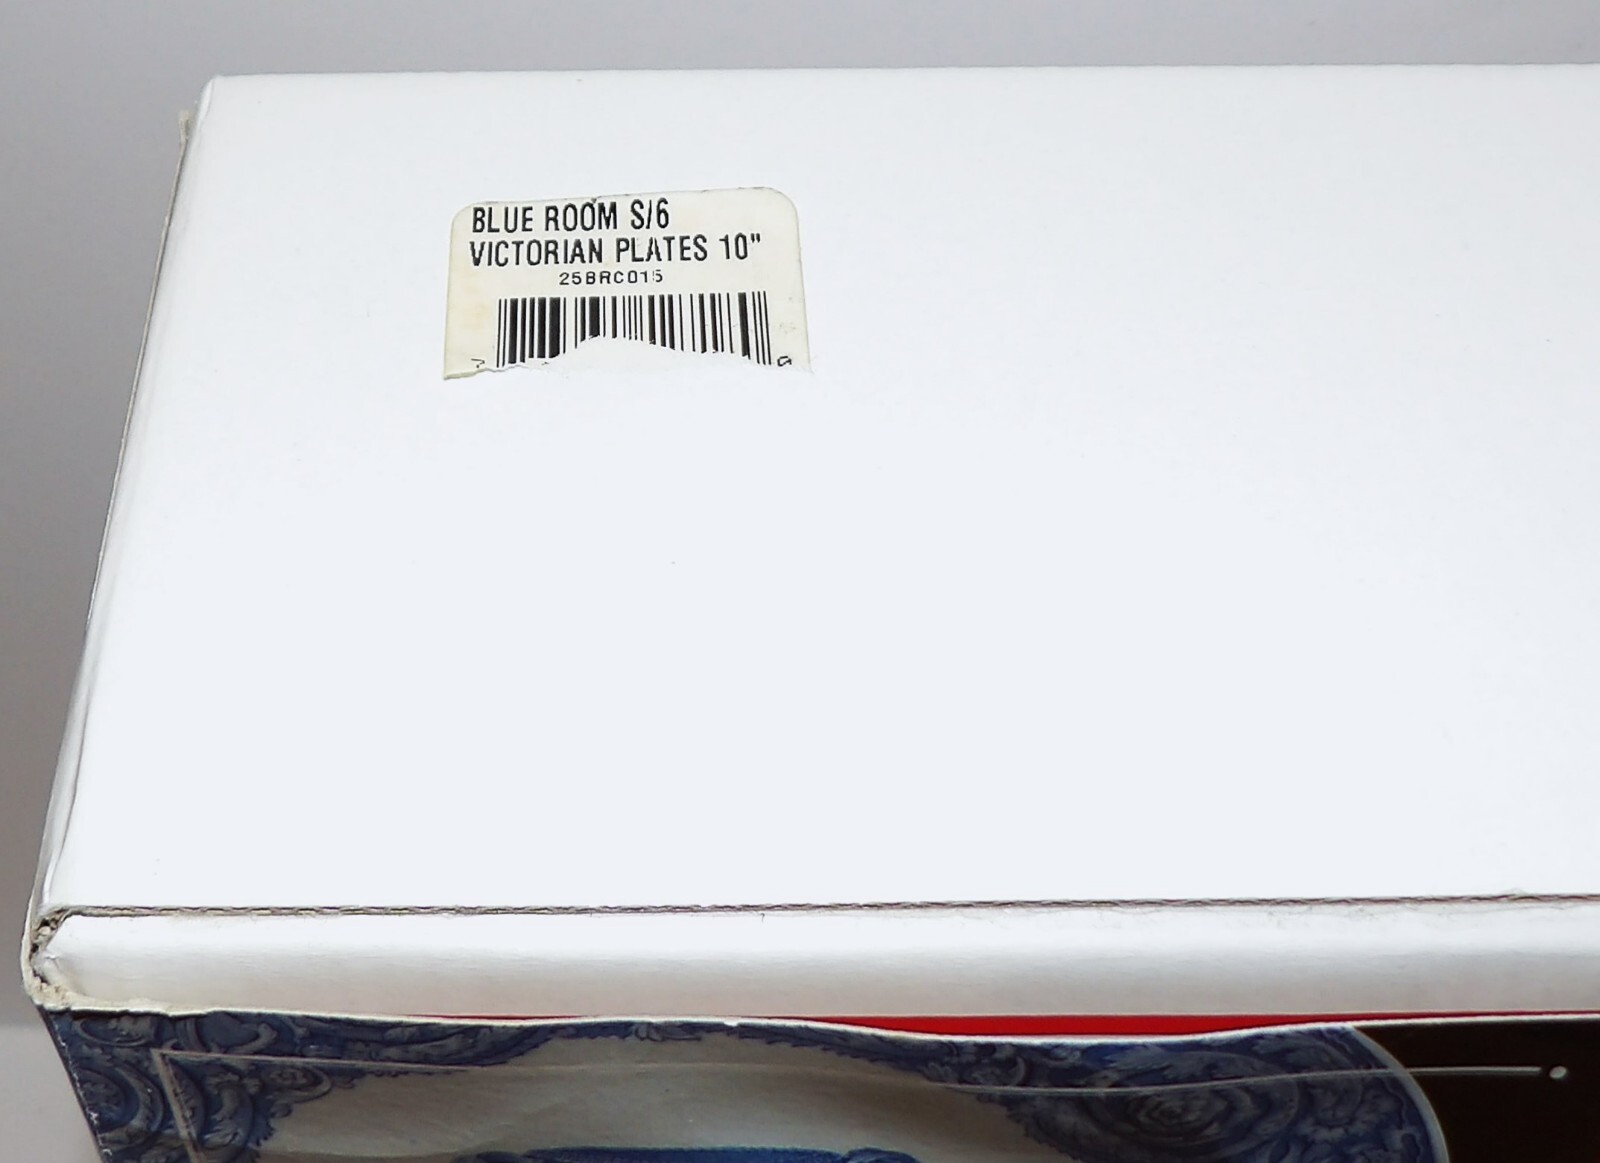 BLUE ROOM S/6
VICTORIAN PLATES 10"
25BRC015